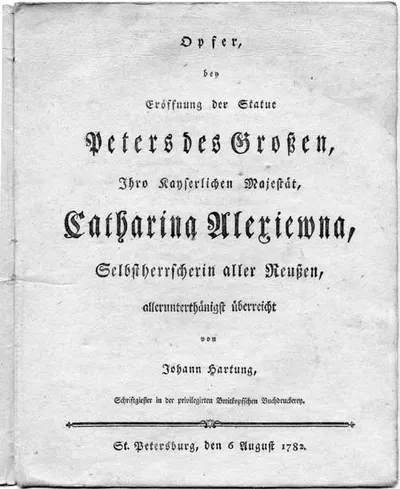 Opfer,
bey
Eröffnung der Statue
Peters des Großen,
Ihro Kayserlichen Majestät,
Catharina Alexiewna,
Selbstherrscherin aller Reußen,
allerunterthänigst überreicht
von
Johann Hartung,
Schriftgießer in der privilegirten Breitkopfschen Buchdruckerey.
St. Petersburg, den 6 August 1782.